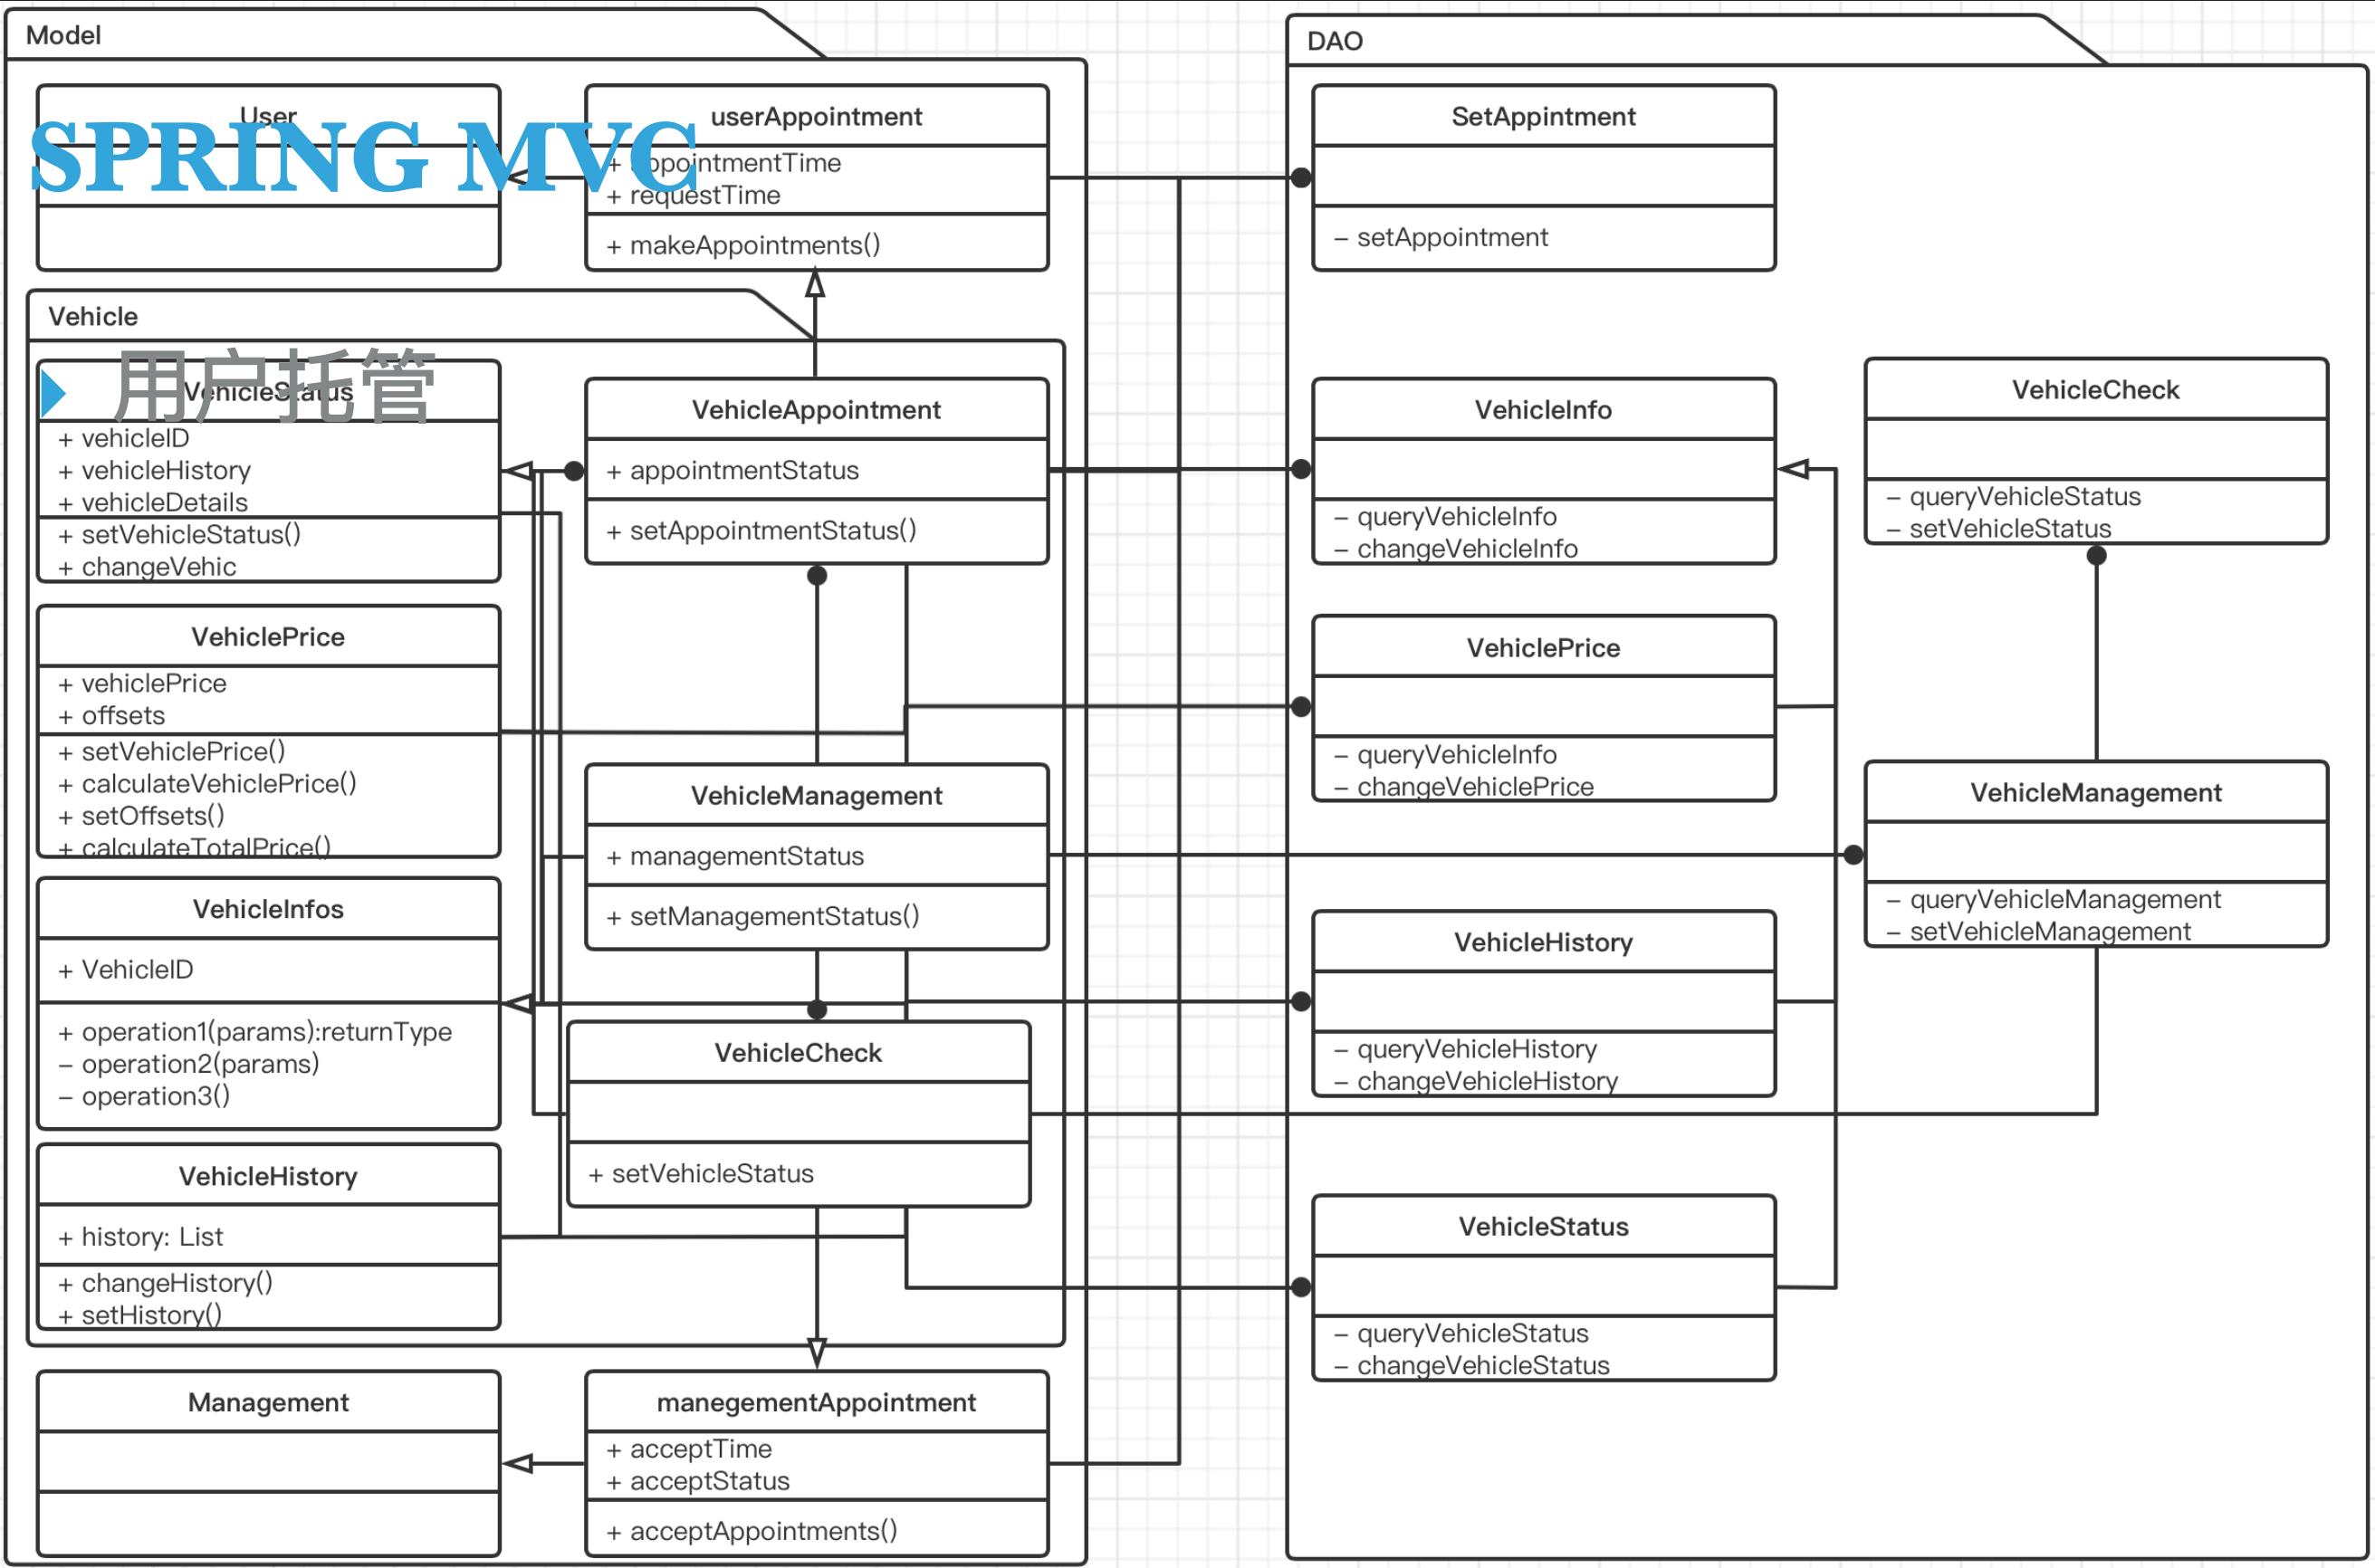 Model
User
SPRING MVC
userAppointment
+ appointmentTime
+ requestTime
+ makeAppointments()
Vehicle
用户托管
VehicleStatus
+ vehicleID
+ vehicleHistory
+ vehicleDetails
+ setVehicleStatus()
+ changeVehic
VehicleAppointment
+ appointmentStatus
+ setAppointmentStatus()
VehiclePrice
+ vehiclePrice
+ offsets
+ setVehiclePrice()
+ calculateVehiclePrice()
+ setOffsets()
+ calculateTotalPrice()
VehicleManagement
+ managementStatus
+ setManagementStatus()
VehicleInfos
+ VehicleID
+ operation1(params):returnType
− operation2(params)
− operation3()
VehicleCheck
+ setVehicleStatus
VehicleHistory
+ history: List
+ changeHistory()
+ setHistory()
Management
manegementAppointment
+ acceptTime
+ acceptStatus
+ acceptAppointments()
DAO
SetAppintment
− setAppointment
VehicleInfo
− queryVehicleInfo
− changeVehicleInfo
VehicleCheck
− queryVehicleStatus
− setVehicleStatus
VehiclePrice
− queryVehicleInfo
− changeVehiclePrice
VehicleManagement
− queryVehicleManagement
− setVehicleManagement
VehicleHistory
− queryVehicleHistory
− changeVehicleHistory
VehicleStatus
− queryVehicleStatus
− changeVehicleStatus